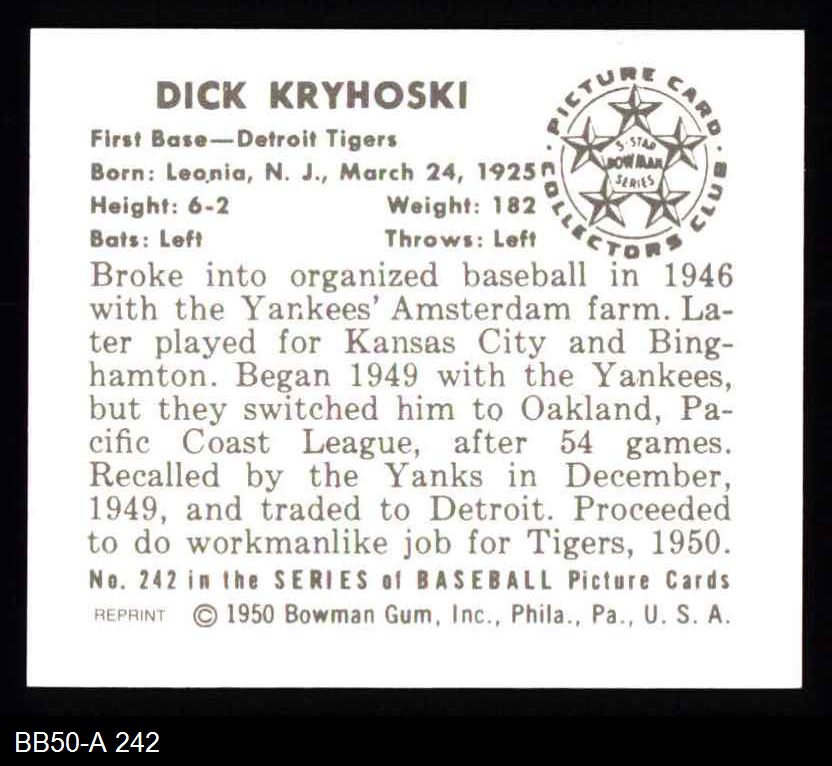 DICK KRYHOSKI
First Base—Detroit Tigers
Born: Leonia, N. J., March 24, 1925
Height: 6-2 Weight: 182
Bats: Left Throws: Left
PICTURE CARD COLLECTORS CLUB
5-STAR
BOWMAN
SERIES
Broke into organized baseball in 1946
with the Yankees' Amsterdam farm. La-
ter played for Kansas City and Bing-
hamton. Began 1949 with the Yankees,
but they switched him to Oakland, Pa-
cific Coast League, after 54 games.
Recalled by the Yanks in December,
1949, and traded to Detroit. Proceeded
to do workmanlike job for Tigers, 1950.
No. 242 in the SERIES of BASEBALL Picture Cards
REPRINT © 1950 Bowman Gum, Inc., Phila., Pa., U. S. A.
BB50-A 242